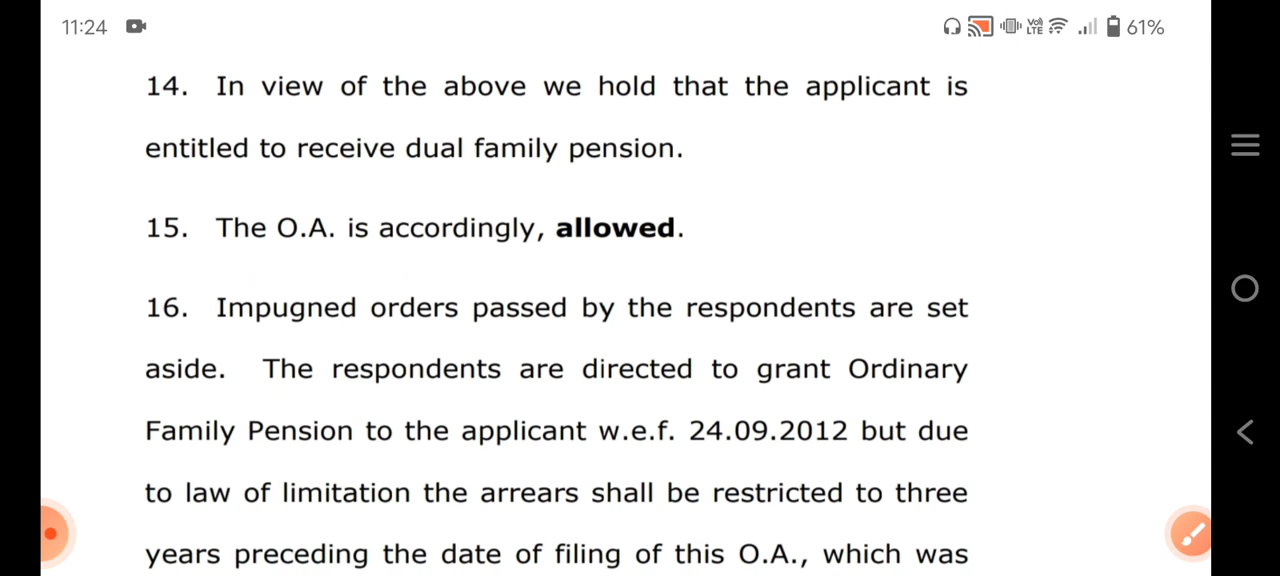 11:24 Vo) LTE 61%
14. In view of the above we hold that the applicant is
entitled to receive dual family pension.
15. The O.A. is accordingly, allowed.
16. Impugned orders passed by the respondents are set
aside. The respondents are directed to grant Ordinary
Family Pension to the applicant w.e.f. 24.09.2012 but due
to law of limitation the arrears shall be restricted to three
years preceding the date of filing of this O.A., which was